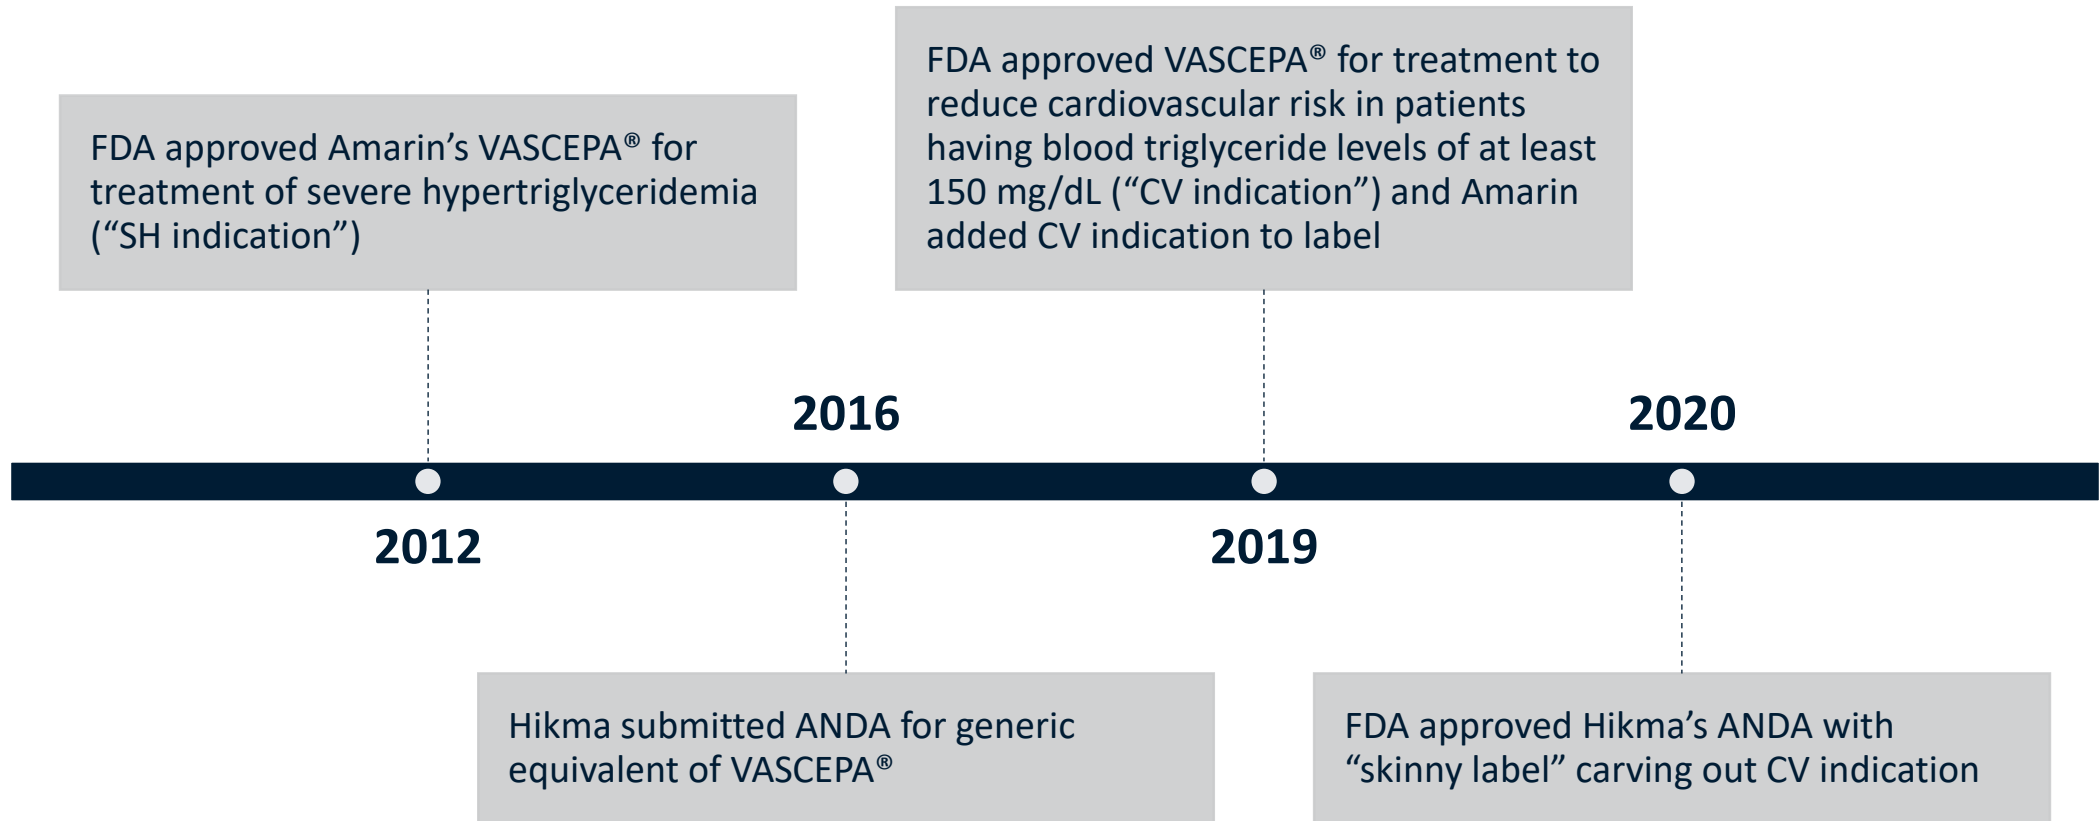 FDA approved Amarin’s VASCEPA® for
treatment of severe hypertriglyceridemia
(“SH indication”)
FDA approved VASCEPA® for treatment to
reduce cardiovascular risk in patients
having blood triglyceride levels of at least
150 mg/dL (“CV indication”) and Amarin
added CV indication to label
2016
2020
2012
2019
Hikma submitted ANDA for generic
equivalent of VASCEPA®
FDA approved Hikma’s ANDA with
“skinny label” carving out CV indication